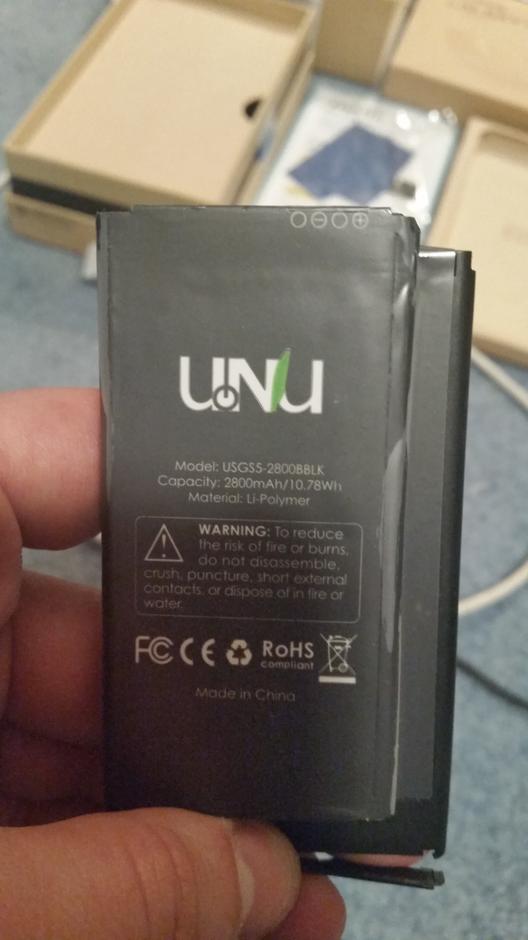 UNU
Model: USGS5-2800BBLK
Capacity: 2800mAh/10.78Wh
Material: Li-Polymer
WARNING: To reduce
the risk of fire or burns,
do not disassemble,
crush, puncture, short external
contacts, or dispose of in fire or
water.
FC CE RoHS
compliant
Made in China